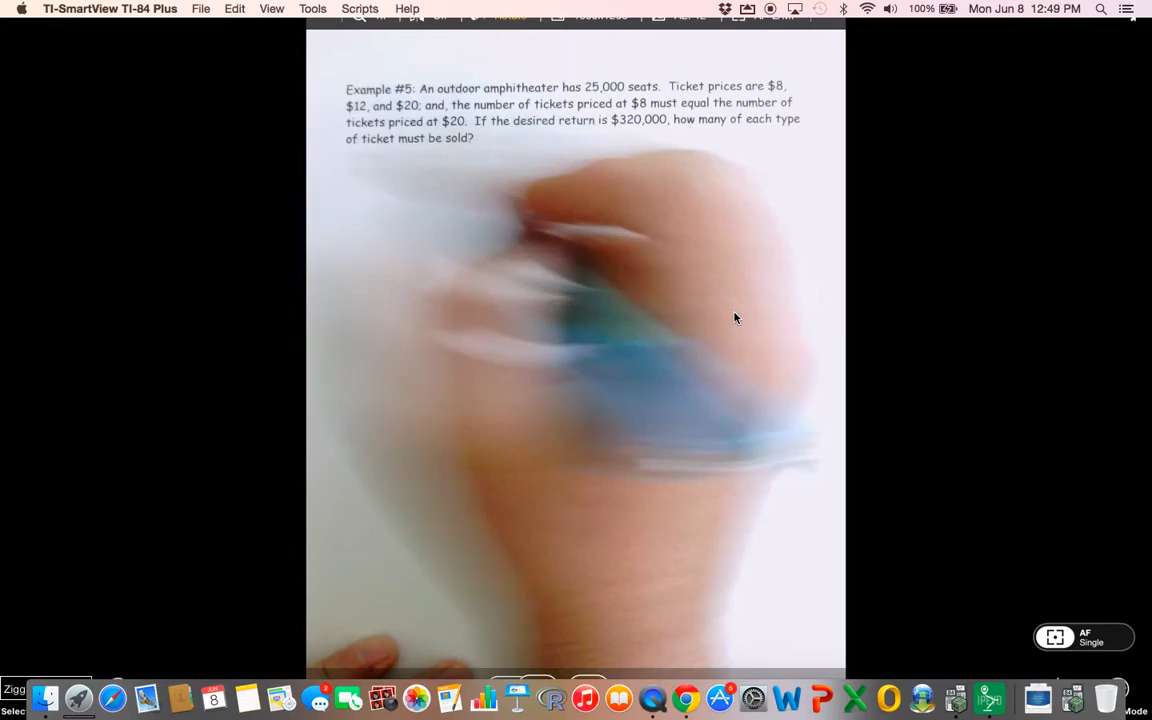 TI-SmartView TI-84 Plus File Edit View Tools Scripts Help 100% Mon Jun 8 12:49 PM
Example #5: An outdoor amphitheater has 25,000 seats. Ticket prices are $8,
$12, and $20; and, the number of tickets priced at $8 must equal the number of
tickets priced at $20. If the desired return is $320,000, how many of each type
of ticket must be sold?
AF
Single
Zigg
Selec
Mode